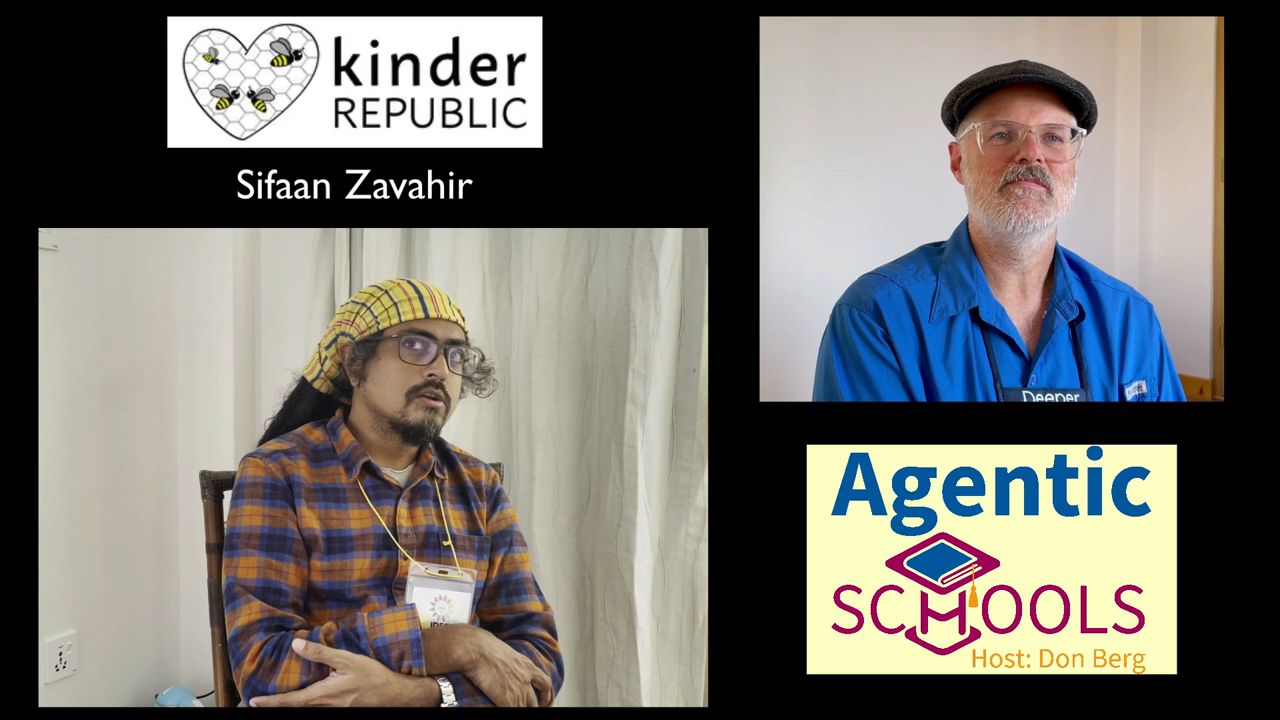 kinder
REPUBLIC
Sifaan Zavahir
Deeper
Agentic
SCHOOLS
Host: Don Berg